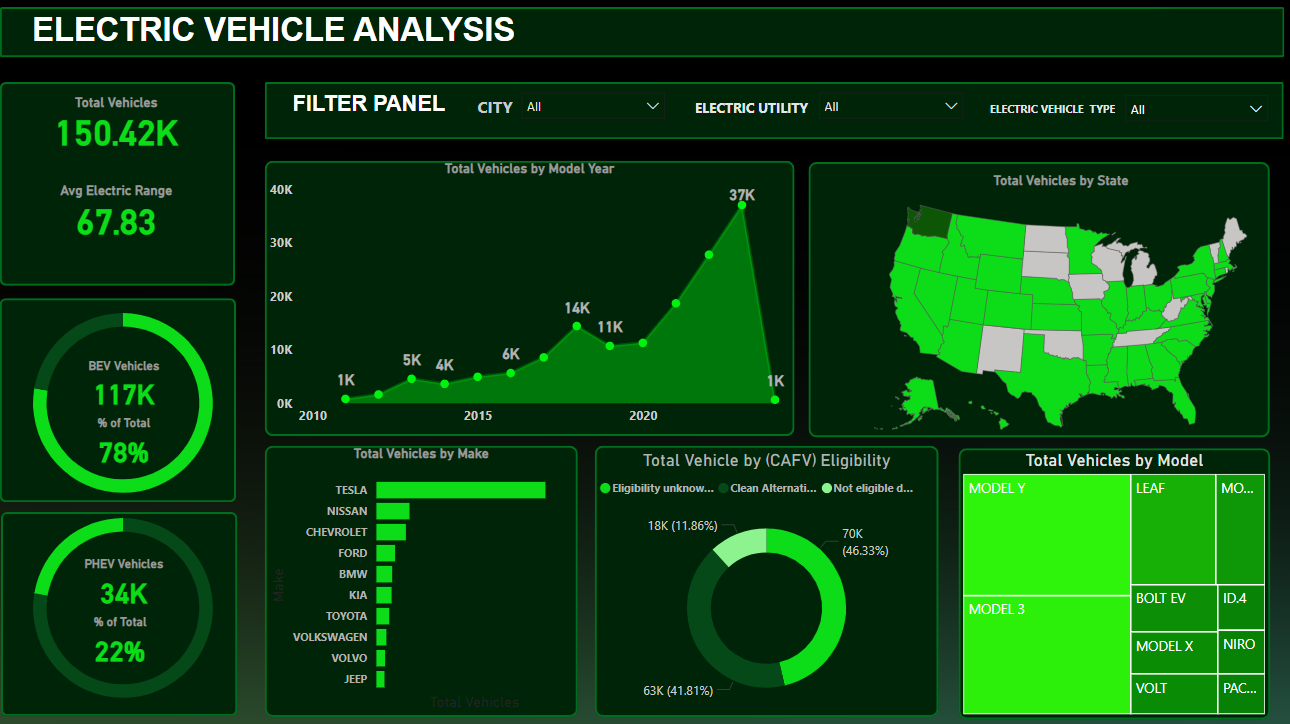 ELECTRIC VEHICLE ANALYSIS
Total Vehicles
150.42K
Avg Electric Range
67.83
FILTER PANEL
CITY
All
ELECTRIC UTILITY
All
ELECTRIC VEHICLE TYPE
All
BEV Vehicles
117K
% of Total
78%
PHEV Vehicles
34K
% of Total
22%
Total Vehicles by Model Year
40K
30K
20K
10K
0K
1K
5K
4K
6K
14K
11K
37K
1K
2010
2015
2020
Total Vehicles by State
Total Vehicles by Make
Make
TESLA
NISSAN
CHEVROLET
FORD
BMW
KIA
TOYOTA
VOLKSWAGEN
VOLVO
JEEP
Total Vehicles
Total Vehicle by (CAFV) Eligibility
Eligibility unknow...
Clean Alternati...
Not eligible d...
18K (11.86%)
70K
(46.33%)
63K (41.81%)
Total Vehicles by Model
MODEL Y
MODEL 3
LEAF
MO...
BOLT EV
ID.4
MODEL X
NIRO
VOLT
PAC...